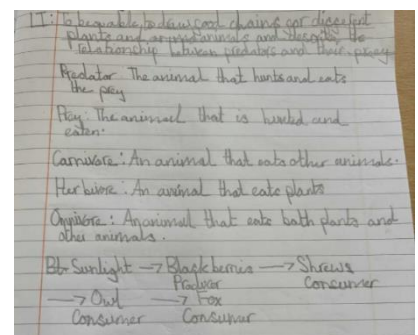 LI: To be able to draw food chains for different
plants and animals and describe the
relationship between predators and their prey
Predator: The animal that hunts and eats
the prey
Prey: The animal that is hunted and
eaten.
Carnivore: An animal that eats other animals.
Herbivore: An animal that eats plants
Omnivore: An animal that eats both plants and
other animals.
Sunlight → Blackberries → Shrews
Producer Consumer
→ Owl → Fox
Consumer Consumer